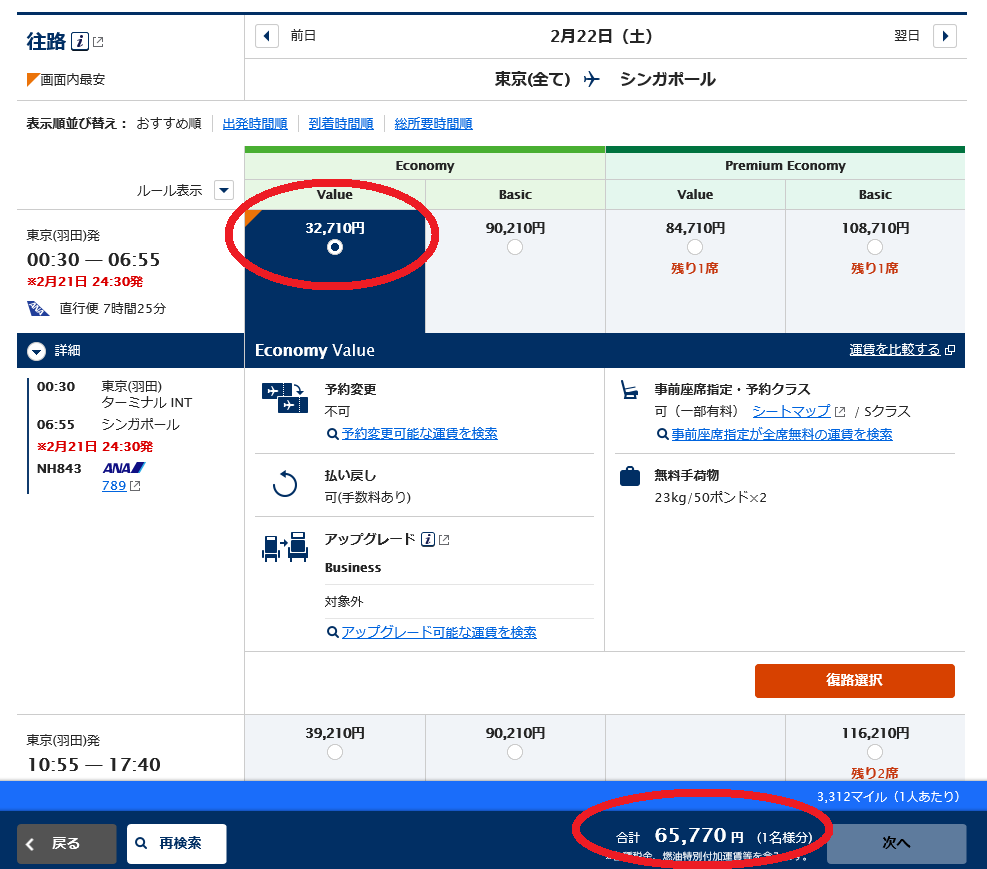 往路
前日
2月22日（土）
翌日
画面内最安
東京(全て) シンガポール
表示順並び替え： おすすめ順 出発時間順 到着時間順 総所要時間順
Economy
Premium Economy
ルール表示
Value
Basic
Value
Basic
東京(羽田)発
00:30 — 06:55
※2月21日 24:30発
ANA 直行便 7時間25分
32,710円
90,210円
84,710円
残り1席
108,710円
残り1席
詳細
Economy Value
運賃を比較する
00:30 東京(羽田)
ターミナル INT
06:55 シンガポール
※2月21日 24:30発
NH843 ANA
789
予約変更
不可
予約変更可能な運賃を検索
払い戻し
可(手数料あり)
アップグレード
Business
対象外
アップグレード可能な運賃を検索
事前座席指定・予約クラス
可（一部有料） シートマップ / Sクラス
事前座席指定が全席無料の運賃を検索
無料手荷物
23kg/50ポンド×2
復路選択
東京(羽田)発
10:55 — 17:40
39,210円
90,210円
116,210円
残り2席
3,312マイル（1人あたり）
戻る
再検索
合計 65,770 円 （1名様分）
次へ